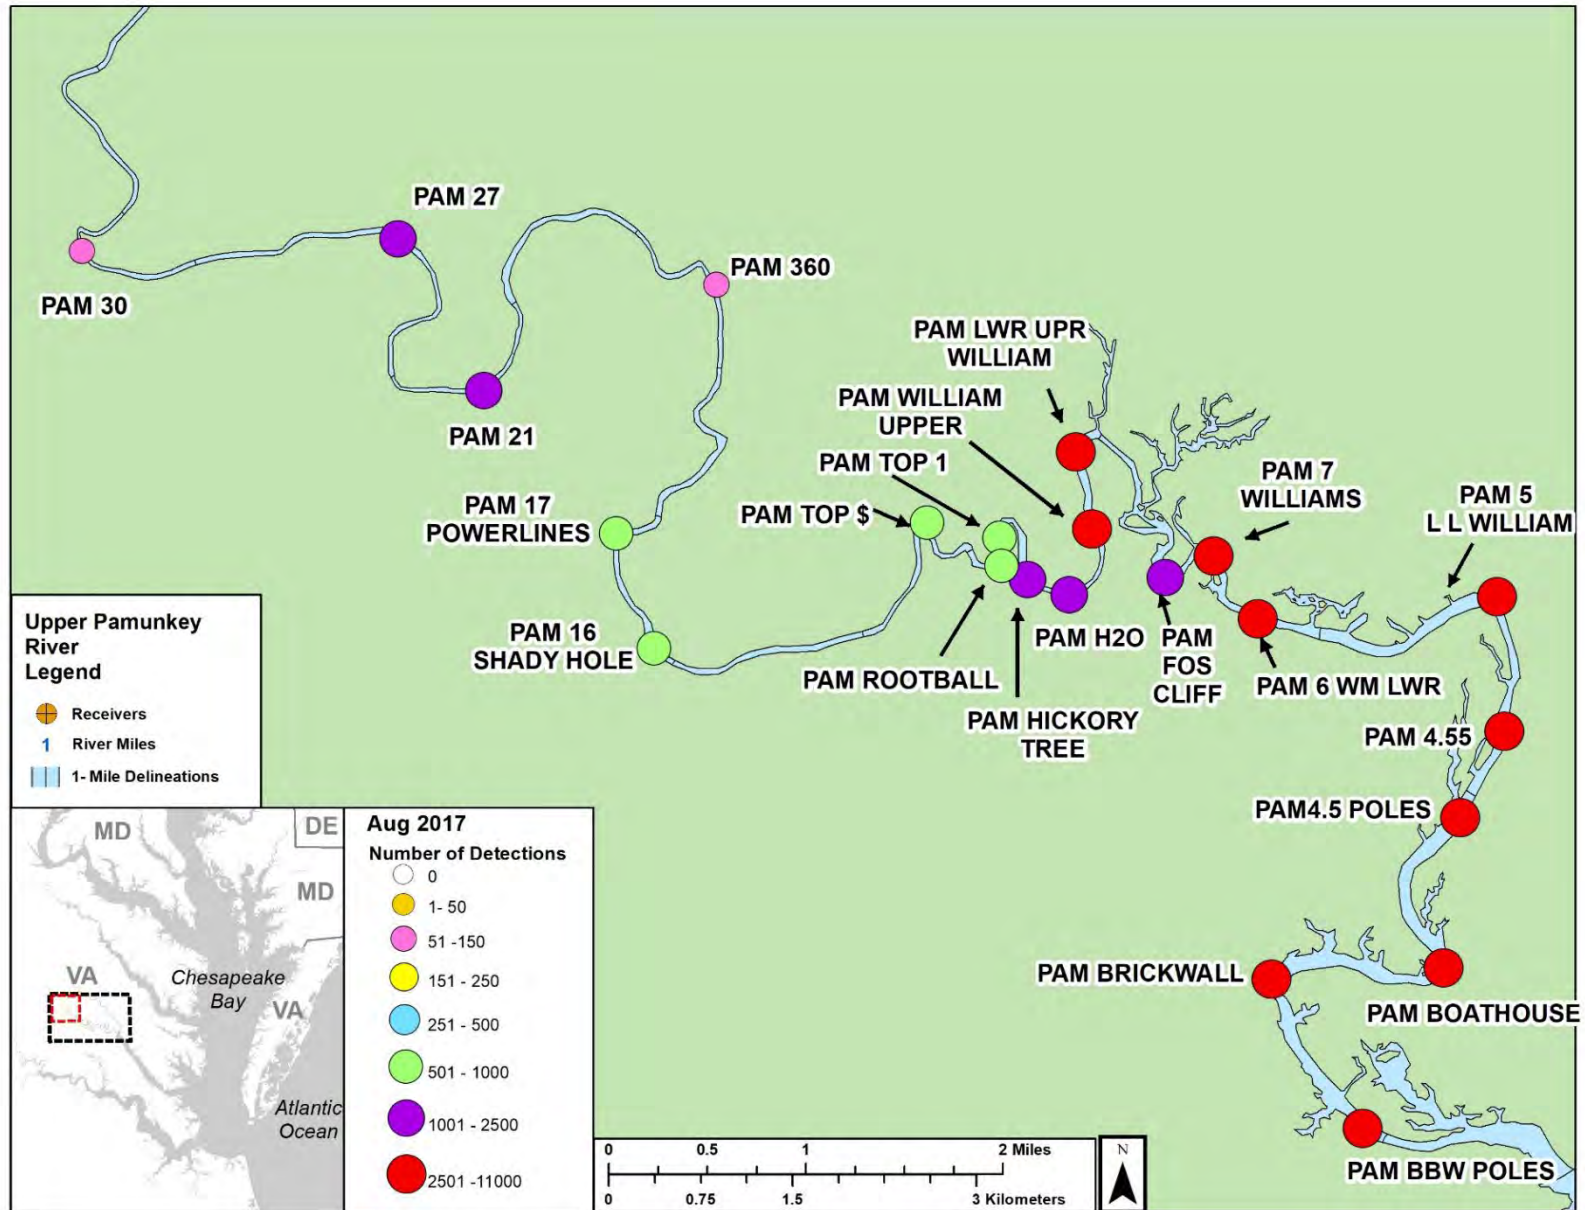 PAM 27
PAM 30
PAM 360
PAM 21
PAM LWR UPR
WILLIAM
PAM WILLIAM
UPPER
PAM TOP 1
PAM TOP $
PAM 7
WILLIAMS
PAM 5
L L WILLIAM
PAM 17
POWERLINES
PAM 16
SHADY HOLE
PAM ROOTBALL
PAM HICKORY
TREE
PAM H2O
PAM
FOS
CLIFF
PAM 6 WM LWR
PAM 4.55
PAM4.5 POLES
PAM BRICKWALL
PAM BOATHOUSE
PAM BBW POLES
Upper Pamunkey
River
Legend
Receivers
1 River Miles
1- Mile Delineations
MD
DE
MD
VA
Chesapeake
Bay
VA
Atlantic
Ocean
Aug 2017
Number of Detections
0
1- 50
51 -150
151 - 250
251 - 500
501 - 1000
1001 - 2500
2501 -11000
0 0.5 1 2 Miles
0 0.75 1.5 3 Kilometers
N